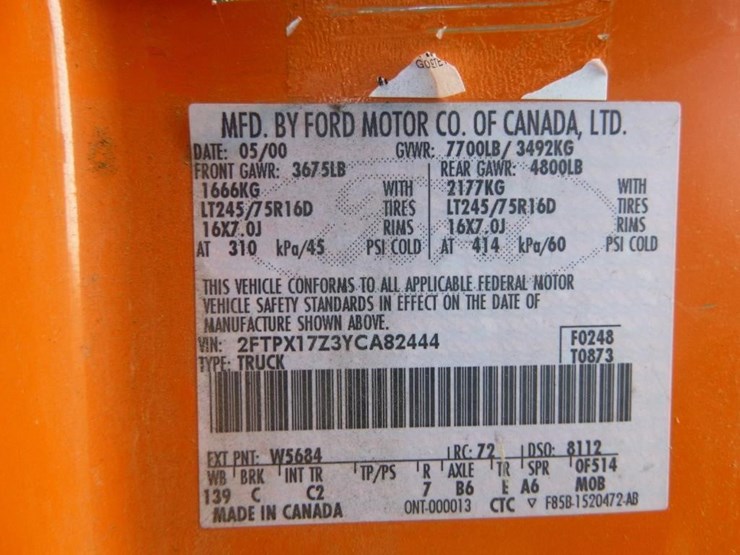 GOETE
MFD. BY FORD MOTOR CO. OF CANADA, LTD.
DATE: 05/00 GVWR: 7700LB/ 3492KG
FRONT GAWR: 3675LB REAR GAWR: 4800LB
1666KG WITH 2177KG WITH
LT245/75R16D TIRES LT245/75R16D TIRES
16X7.0J RIMS 16X7.0J RIMS
AT 310 kPa/45 PSI COLD AT 414 kPa/60 PSI COLD
THIS VEHICLE CONFORMS TO ALL APPLICABLE FEDERAL MOTOR
VEHICLE SAFETY STANDARDS IN EFFECT ON THE DATE OF
MANUFACTURE SHOWN ABOVE.
VIN: 2FTPX17Z3YCA82444 F0248
TYPE: TRUCK T0873
EXT PNT: W5684 RC: 72 DSO: 8112
WB BRK INT TR TP/PS R AXLE TR SPR OF514
139 C C2 7 B6 E A6 MOB
MADE IN CANADA ONT-000013 CTC ▽ F85B-1520472-AB